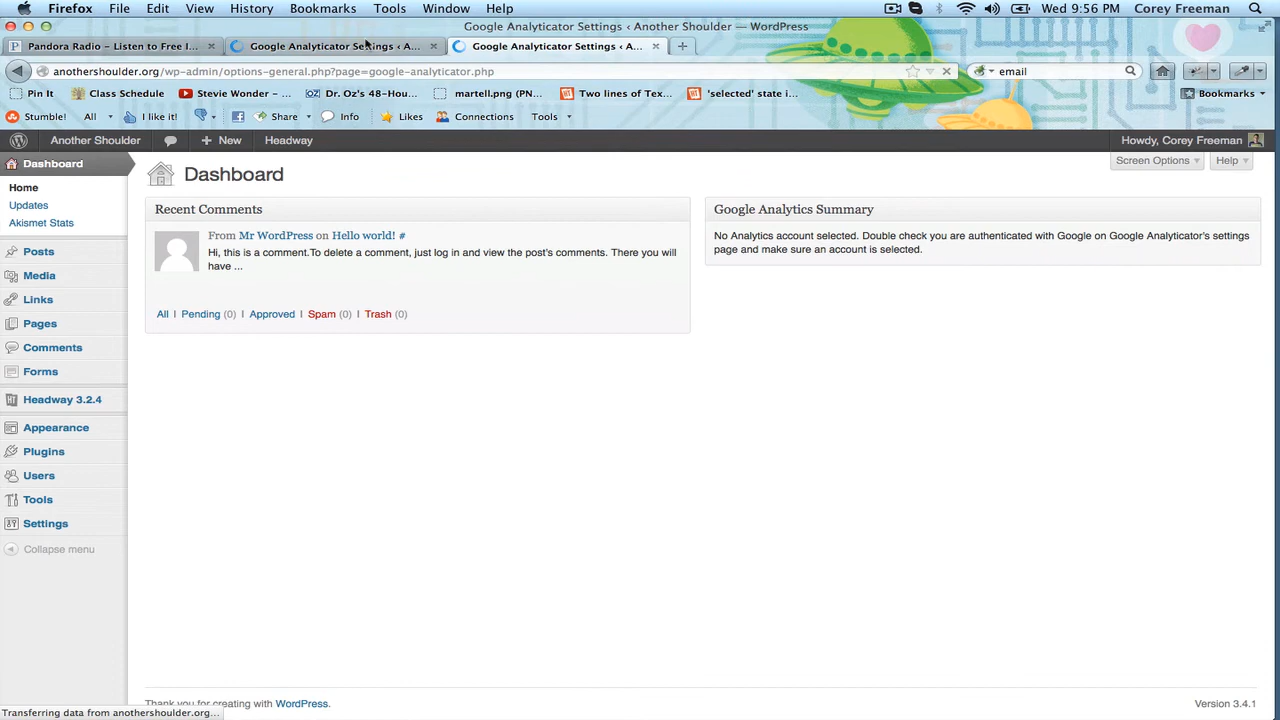 Firefox File Edit View History Bookmarks Tools Window Help Wed 9:56 PM Corey Freeman
Google Analyticator Settings ‹ Another Shoulder — WordPress
Pandora Radio – Listen to Free I... Google Analyticator Settings ‹ A... Google Analyticator Settings ‹ A...
anothershoulder.org/wp-admin/options-general.php?page=google-analyticator.php email
Pin It Class Schedule Stevie Wonder - ... Dr. Oz's 48-Hou... martell.png (PN... Two lines of Tex... 'selected' state i... Bookmarks
Stumble! All I like it! Share Info Likes Connections Tools
Another Shoulder + New Headway Howdy, Corey Freeman
Dashboard
Home
Updates
Akismet Stats
Posts
Media
Links
Pages
Comments
Forms
Headway 3.2.4
Appearance
Plugins
Users
Tools
Settings
Collapse menu
Screen Options Help
Dashboard
Recent Comments
From Mr WordPress on Hello world! #
Hi, this is a comment.To delete a comment, just log in and view the post's comments. There you will
have ...
All | Pending (0) | Approved | Spam (0) | Trash (0)
Google Analytics Summary
No Analytics account selected. Double check you are authenticated with Google on Google Analyticator's settings
page and make sure an account is selected.
Thank you for creating with WordPress. Version 3.4.1
Transferring data from anothershoulder.org...